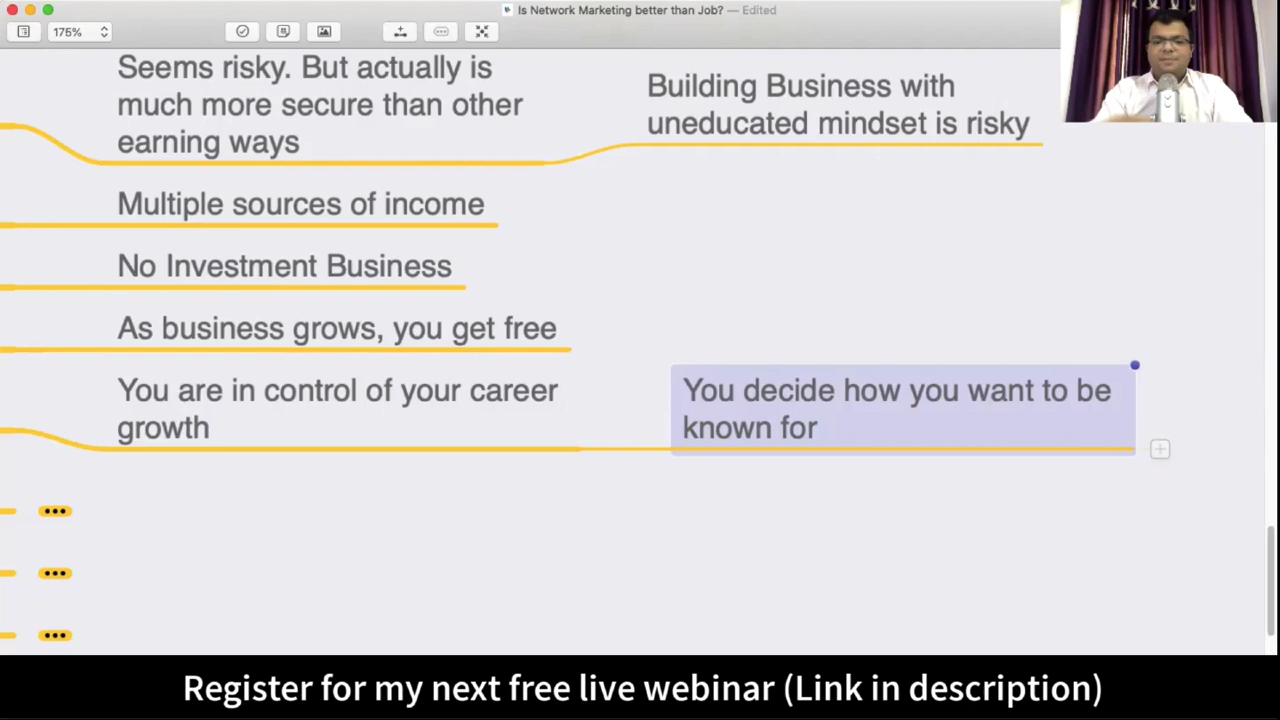 Is Network Marketing better than Job? — Edited
175%
Seems risky. But actually is
much more secure than other
earning ways
Building Business with
uneducated mindset is risky
Multiple sources of income
No Investment Business
As business grows, you get free
You are in control of your career
growth
You decide how you want to be
known for
Register for my next free live webinar (Link in description)